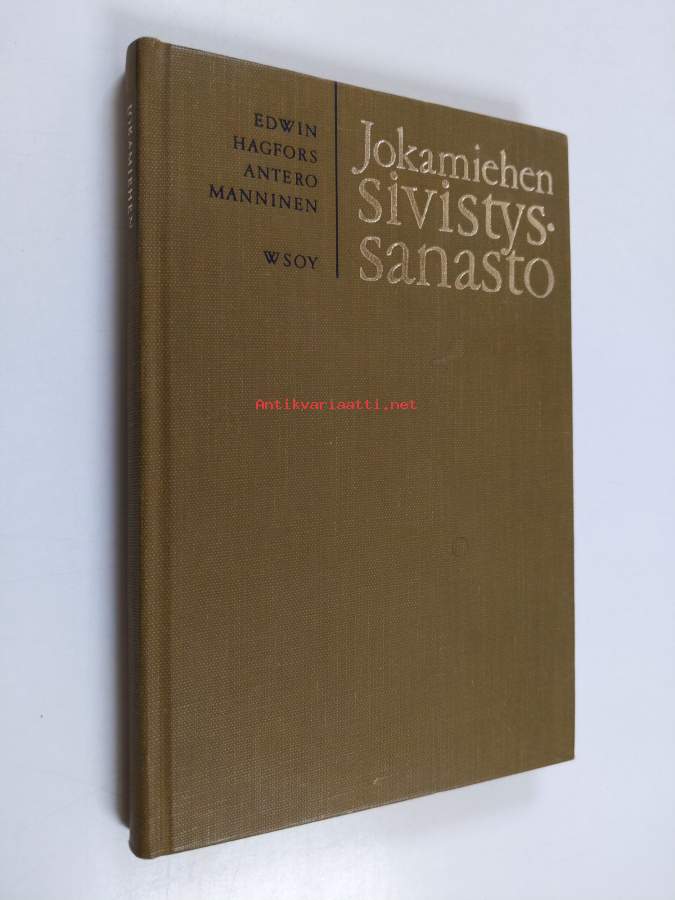 JOKAMIEHEN
EDWIN
HAGFORS
ANTERO
MANNINEN
WSOY
Jokamiehen
sivistys-
sanasto
Antikvariaatti.net